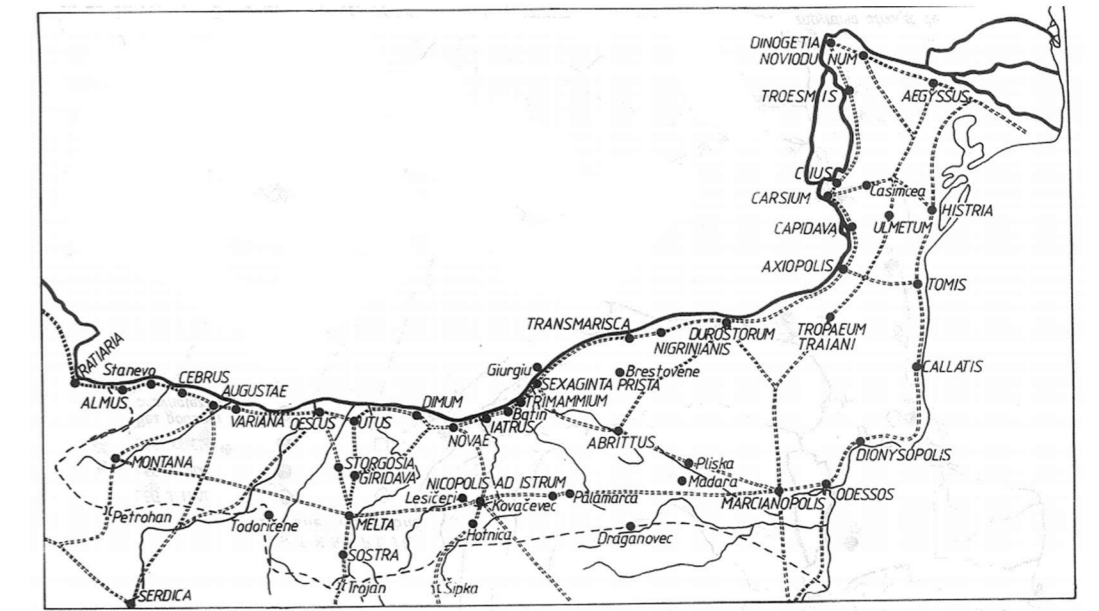 DINOGETIA
NOVIODUNUM
TROESMIS
AEGYSSUS
CIUS
CARSIUM
Casimcea
HISTRIA
CAPIDAVA
ULMETUM
AXIOPOLIS
TOMIS
TRANSMARISCA
DUROSTORUM
TROPAEUM
TRAIANI
NIGRINIANIS
RATIARIA
Stanevo
CEBRUS
Giurgiu
Brestovene
CALLATIS
ALMUS
AUGUSTAE
SEXAGINTA PRISTA
VARIANA
OESCUS
UTUS
DIMUM
TRIMAMMIUM
Batin
IATRUS
NOVAE
ABRITTUS
DIONYSOPOLIS
MONTANA
STORGOSIA
GIRIDAVA
Pliska
Madara
NICOPOLIS AD ISTRUM
Lesičeri
Kovačevec
Palamarca
MARCIANOPOLIS
ODESSOS
Petrohan
Todoričene
MELTA
Hotnica
Draganovec
SOSTRA
Trojan
Šipka
SERDICA